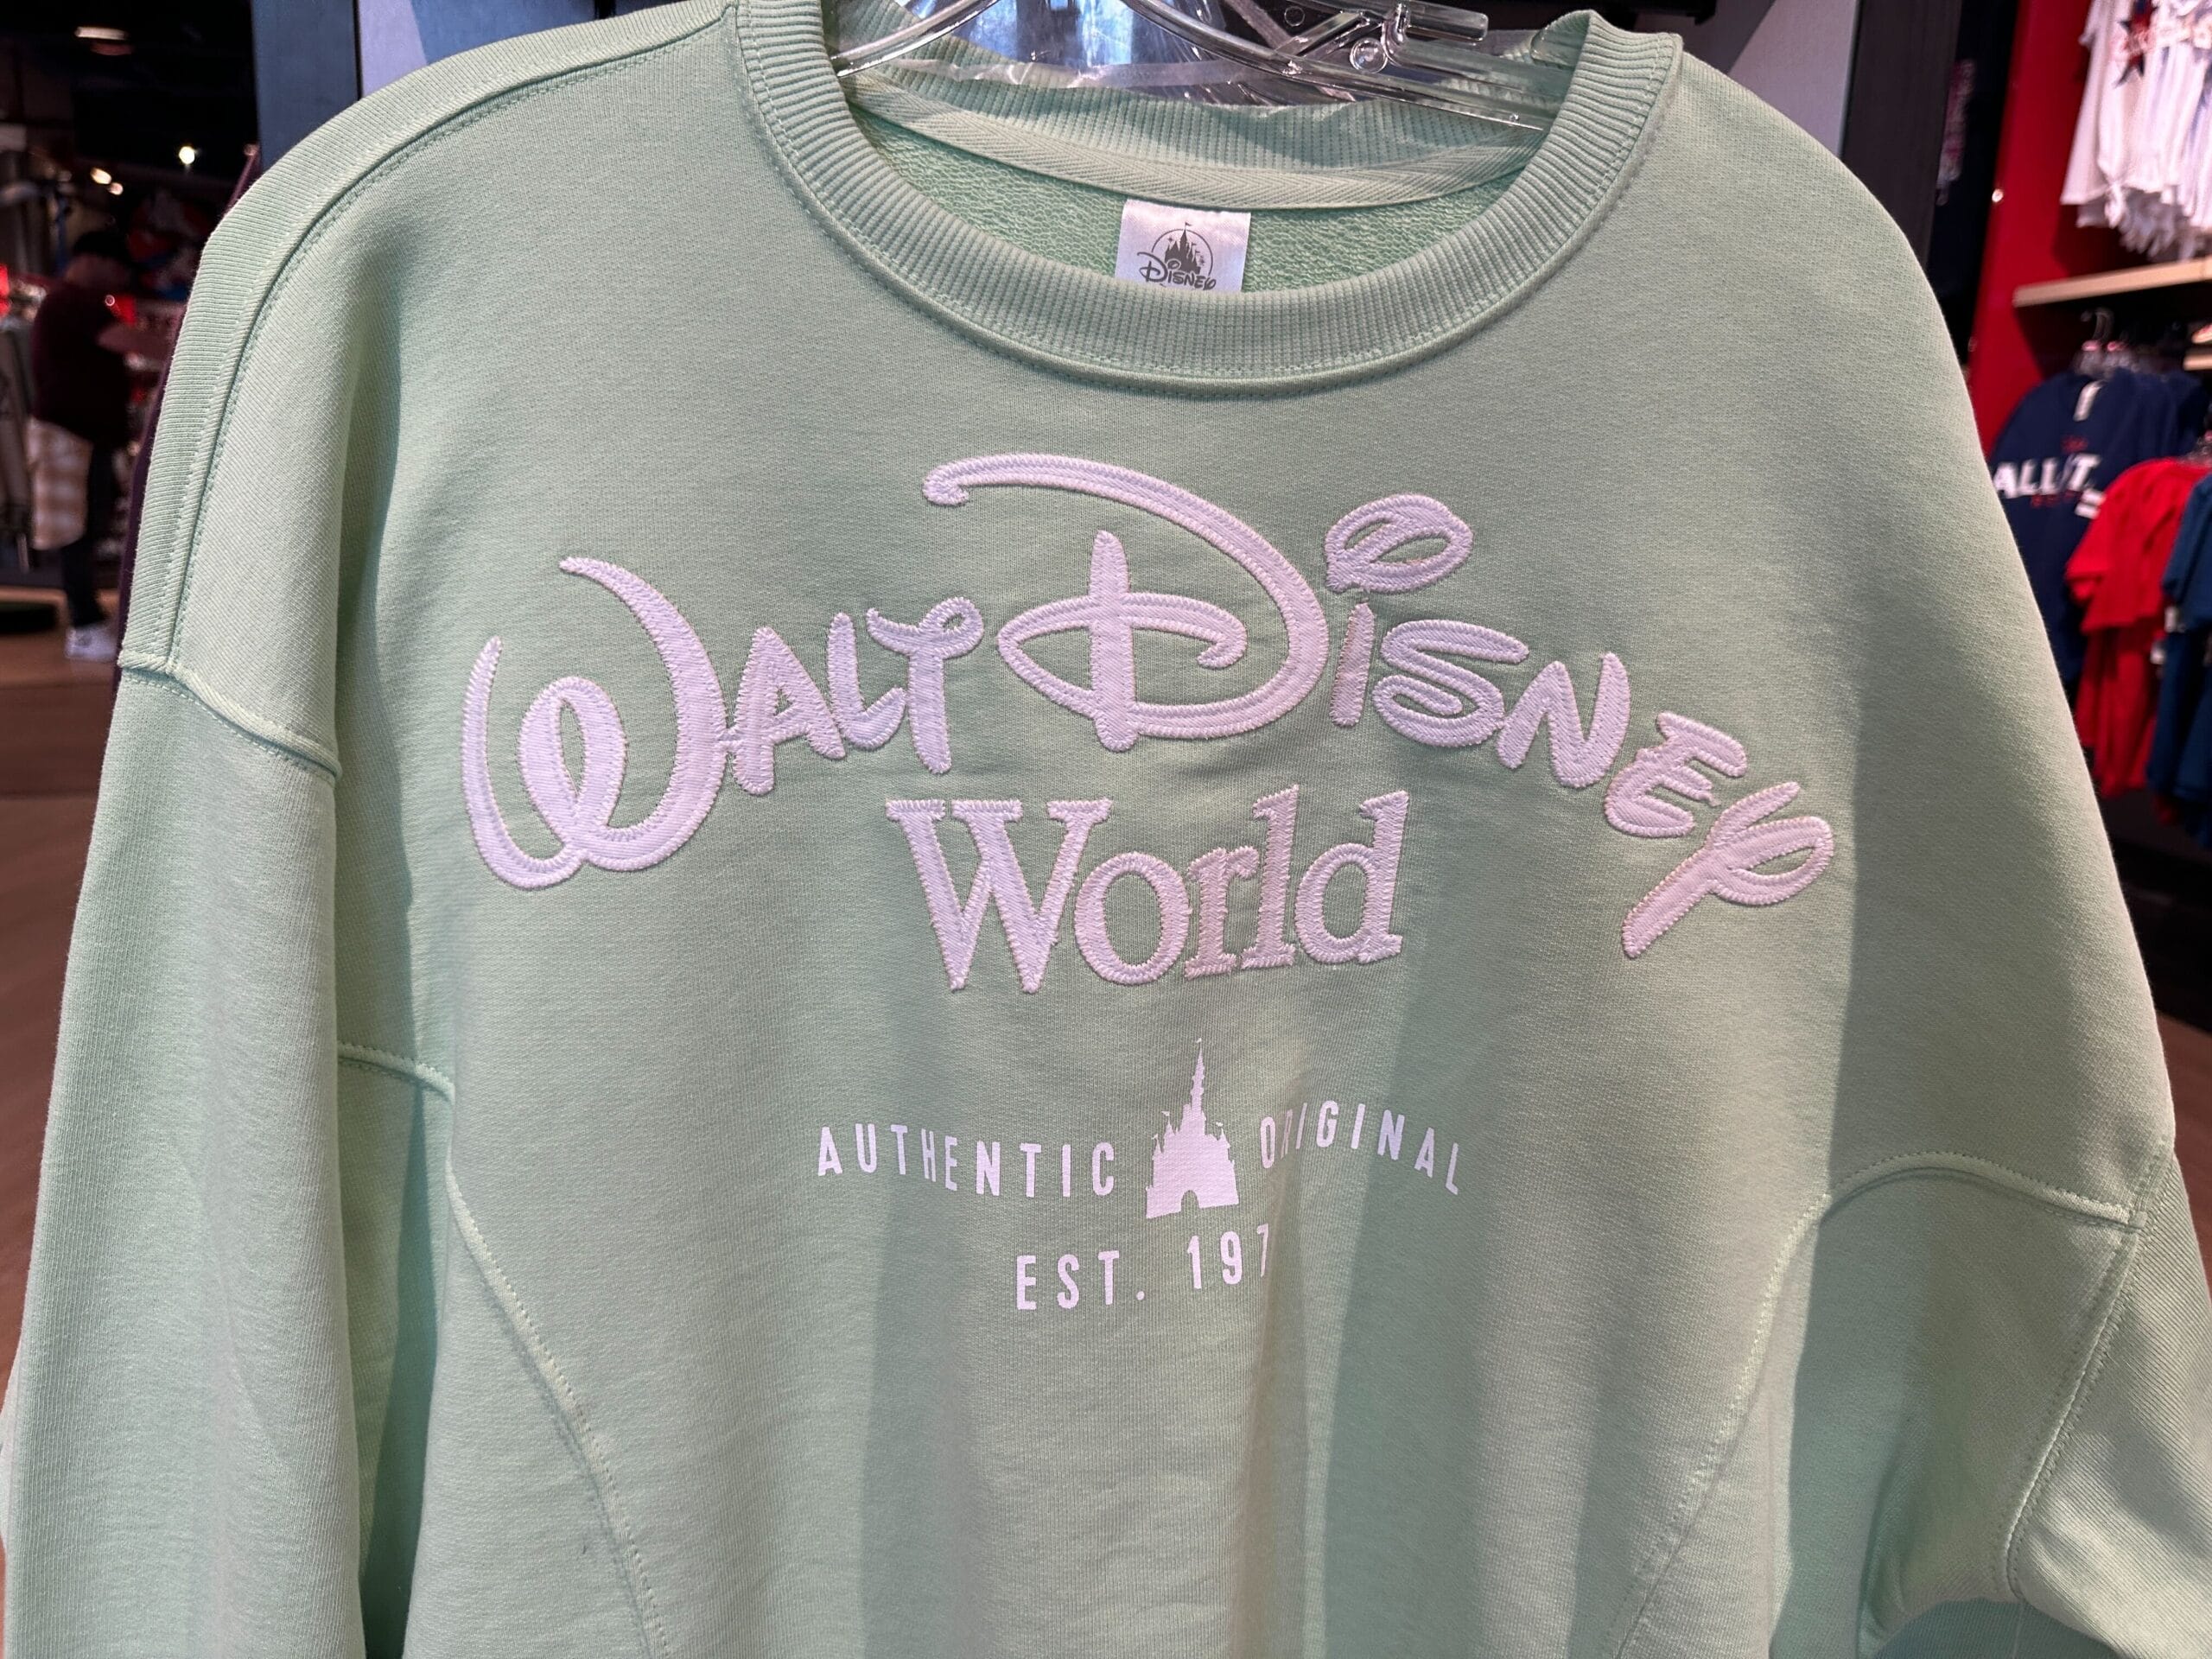 Disney
Walt Disney
World
AUTHENTIC ORIGINAL
EST. 197